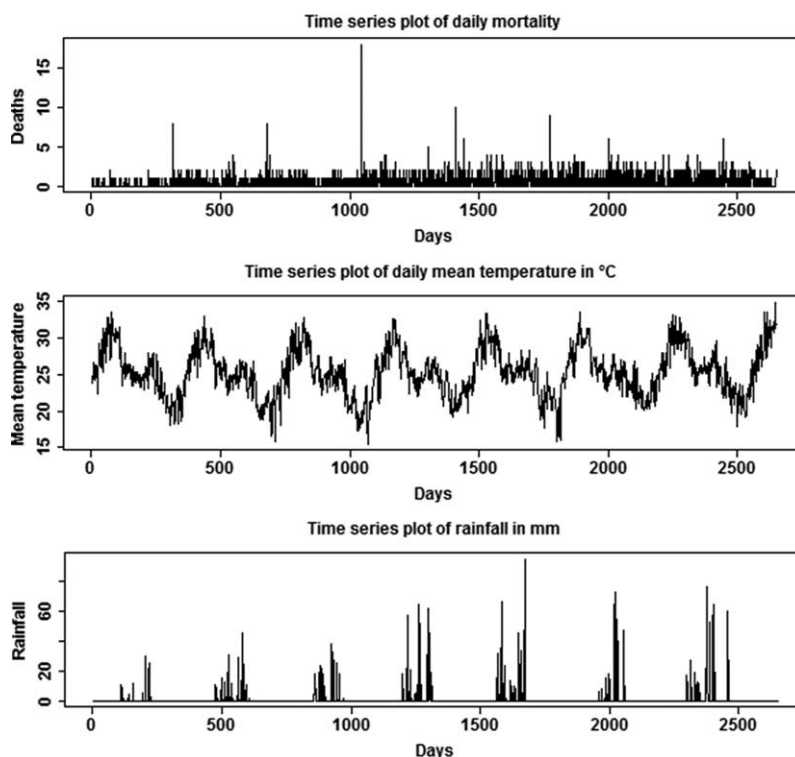 Time series plot of daily mortality
Deaths
15
10
5
0
0 500 1000 1500 2000 2500
Days
Time series plot of daily mean temperature in °C
Mean temperature
35
30
25
20
15
0 500 1000 1500 2000 2500
Days
Time series plot of rainfall in mm
Rainfall
60
20
0
0 500 1000 1500 2000 2500
Days